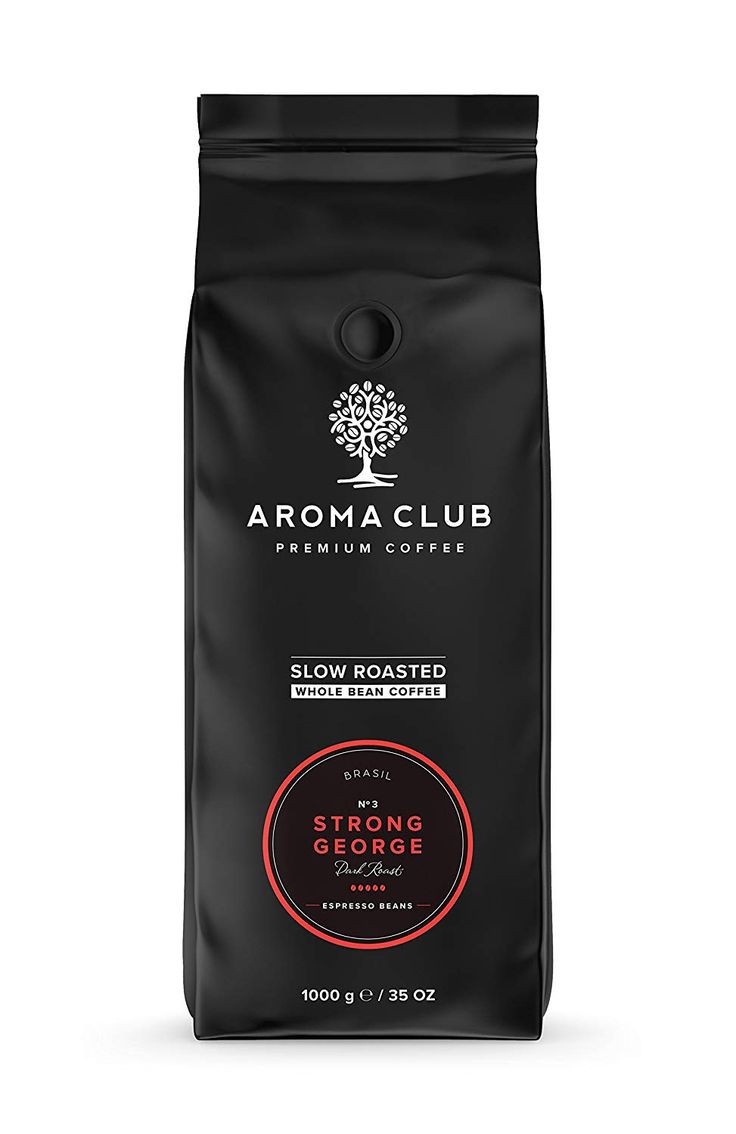 AROMA CLUB
PREMIUM COFFEE
SLOW ROASTED
WHOLE BEAN COFFEE
BRASIL
Nº3
STRONG
GEORGE
Dark Roast
ESPRESSO BEANS
1000 g ℮ / 35 OZ